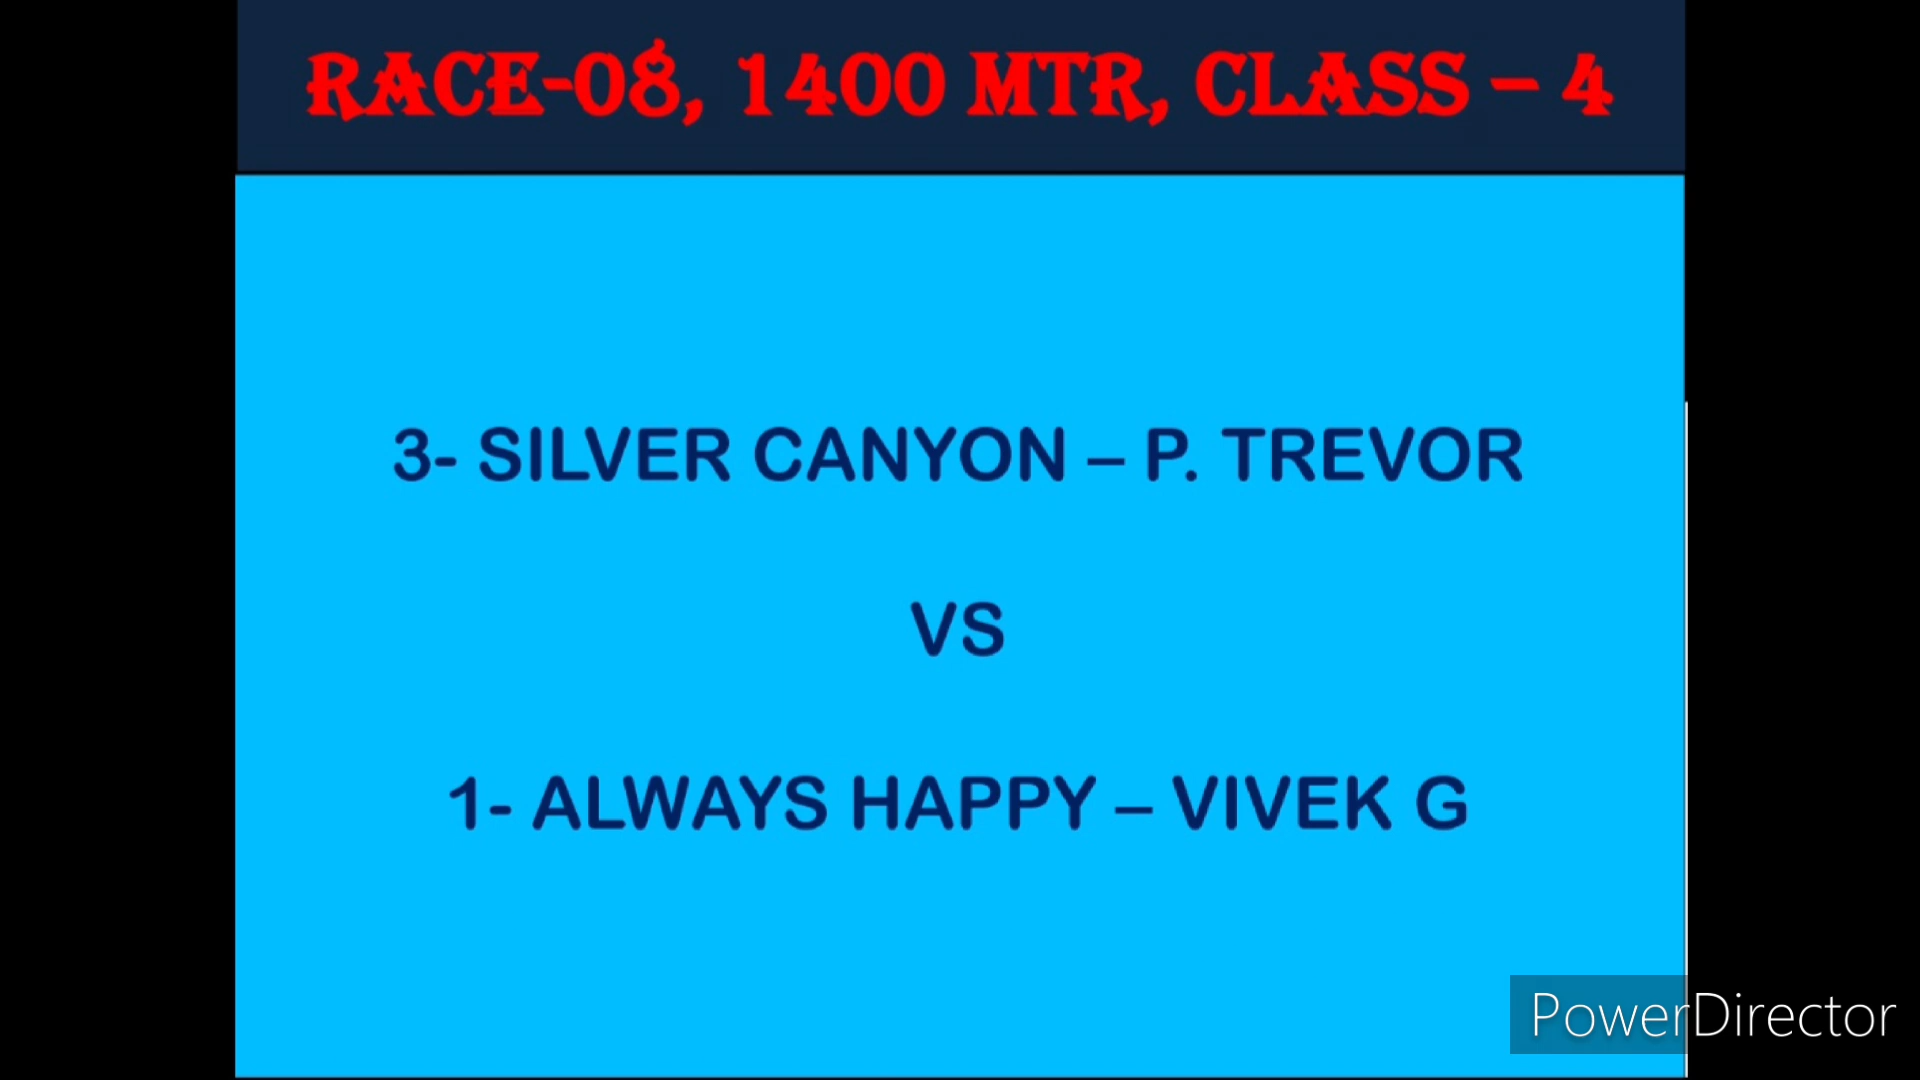 RACE-08, 1400 MTR, CLASS – 4
3- SILVER CANYON – P. TREVOR
VS
1- ALWAYS HAPPY – VIVEK G
PowerDirector